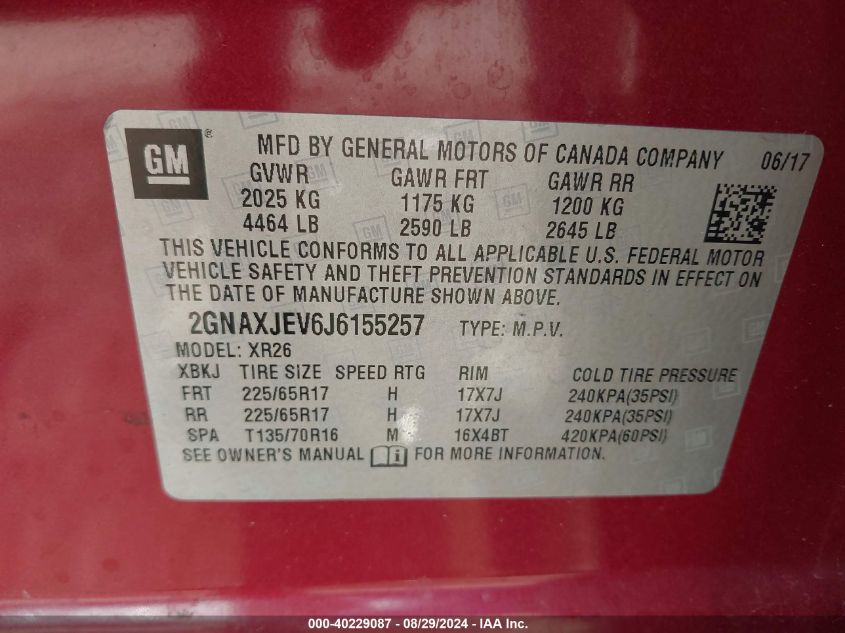 GM ® MFD BY GENERAL MOTORS OF CANADA COMPANY 06/17
GVWR GAWR FRT GAWR RR
2025 KG 1175 KG 1200 KG
4464 LB 2590 LB 2645 LB
THIS VEHICLE CONFORMS TO ALL APPLICABLE U.S. FEDERAL MOTOR
VEHICLE SAFETY AND THEFT PREVENTION STANDARDS IN EFFECT ON
THE DATE OF MANUFACTURE SHOWN ABOVE.
2GNAXJEV6J6155257 TYPE: M.P.V.
MODEL: XR26
XBKJ TIRE SIZE SPEED RTG RIM COLD TIRE PRESSURE
FRT 225/65R17 H 17X7J 240KPA(35PSI)
RR 225/65R17 H 17X7J 240KPA(35PSI)
SPA T135/70R16 M 16X4BT 420KPA(60PSI)
SEE OWNER'S MANUAL i FOR MORE INFORMATION.
000-40229087 - 08/29/2024 - IAA Inc.